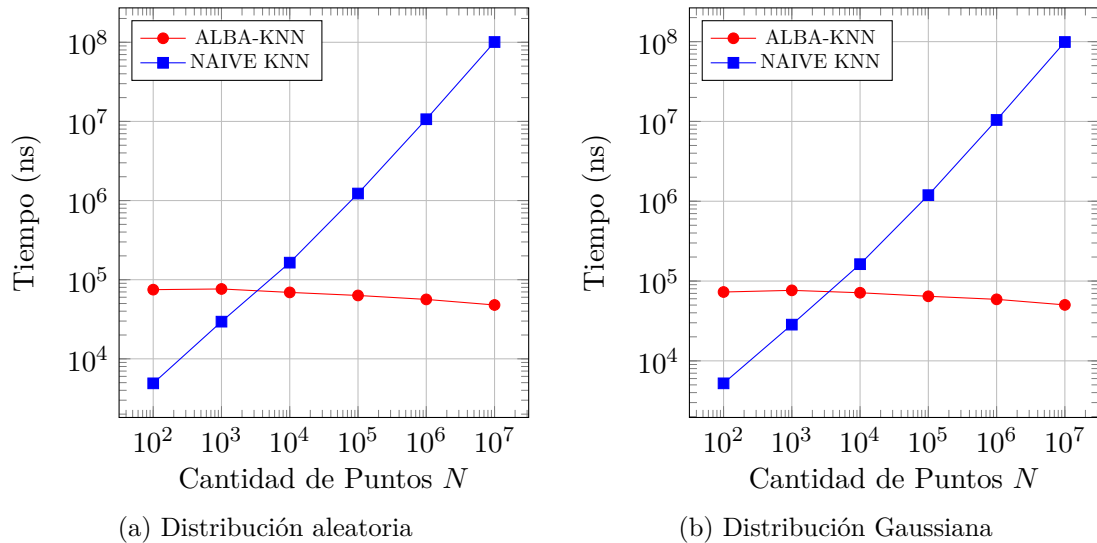 ALBA-KNN
NAIVE KNN
10^8
10^7
10^6
10^5
10^4
Tiempo (ns)
10^2 10^3 10^4 10^5 10^6 10^7
Cantidad de Puntos N
(a) Distribución aleatoria
ALBA-KNN
NAIVE KNN
10^8
10^7
10^6
10^5
10^4
Tiempo (ns)
10^2 10^3 10^4 10^5 10^6 10^7
Cantidad de Puntos N
(b) Distribución Gaussiana